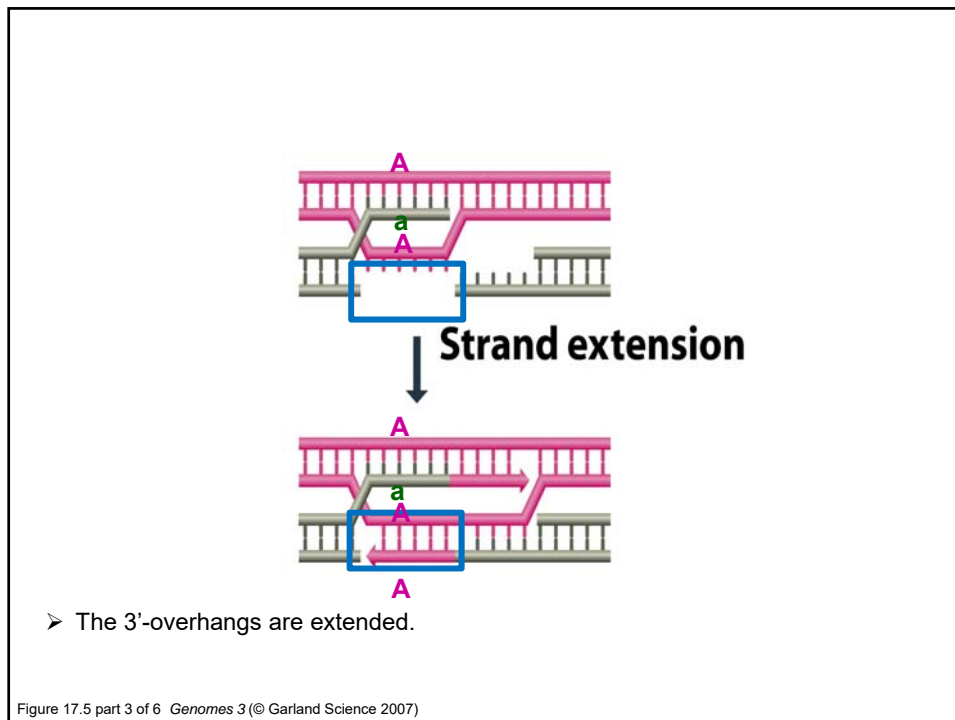 A
a
A
Strand extension
A
a
A
A
➢ The 3’-overhangs are extended.
Figure 17.5 part 3 of 6 Genomes 3 (© Garland Science 2007)